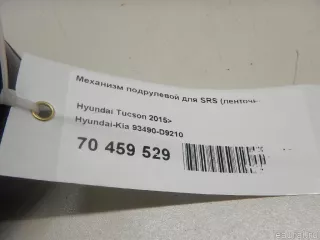 Механизм подрулевой для SRS (ленточ
Hyundai Tucson 2015>
Hyundai-Kia 93490-D9210
70 459 529